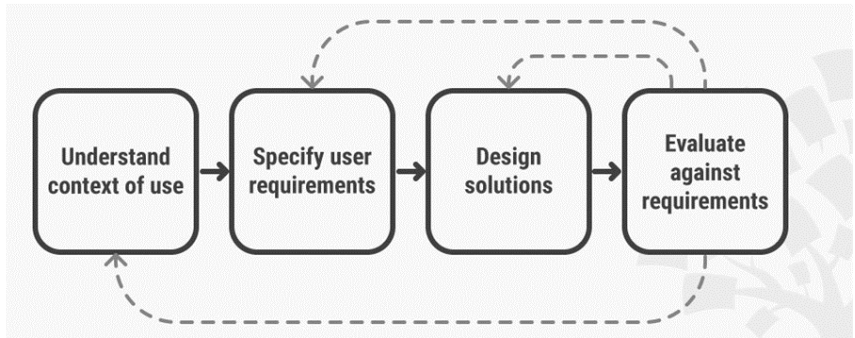 Understand
context of use
Specify user
requirements
Design
solutions
Evaluate
against
requirements